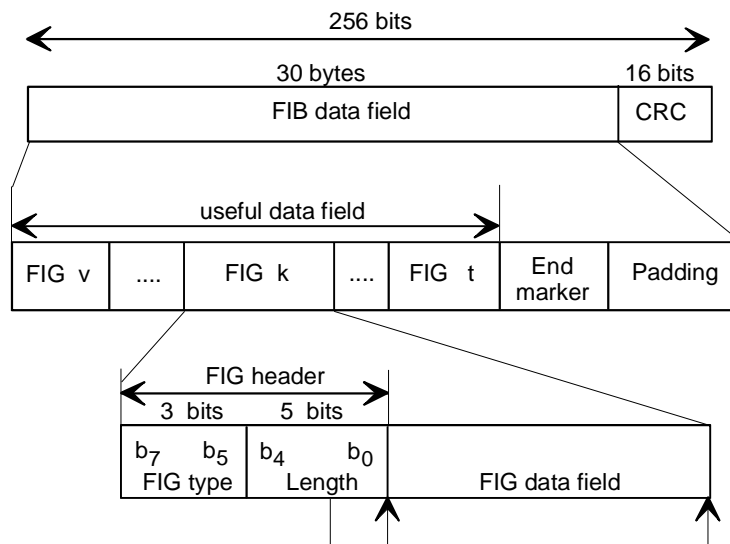 256 bits
30 bytes 16 bits
FIB data field CRC
useful data field
FIG v .... FIG k .... FIG t End marker Padding
FIG header
3 bits 5 bits
b7 b5 b4 b0
FIG type Length FIG data field